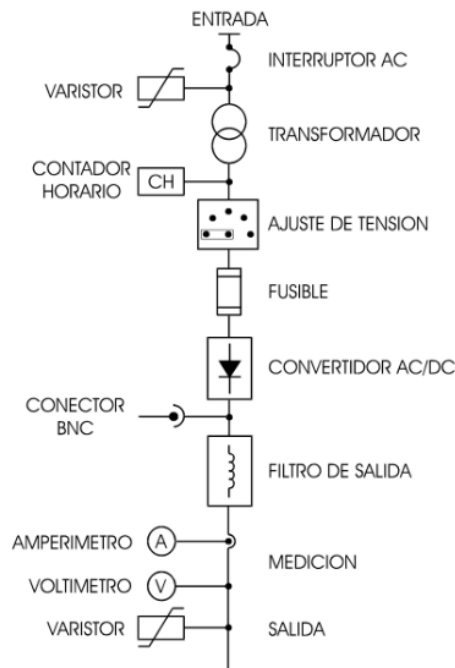 ENTRADA
INTERRUPTOR AC
VARISTOR
TRANSFORMADOR
CONTADOR
HORARIO
CH
AJUSTE DE TENSION
FUSIBLE
CONVERTIDOR AC/DC
CONECTOR
BNC
FILTRO DE SALIDA
AMPERIMETRO
A
MEDICION
VOLTIMETRO
V
VARISTOR
SALIDA